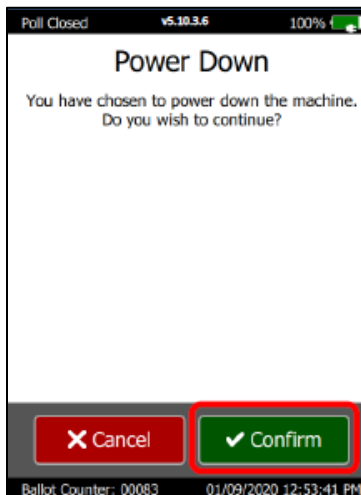 Poll Closed v5.10.3.6 100%
Power Down
You have chosen to power down the machine.
Do you wish to continue?
Cancel Confirm
Ballot Counter: 00083 01/09/2020 12:53:41 PM